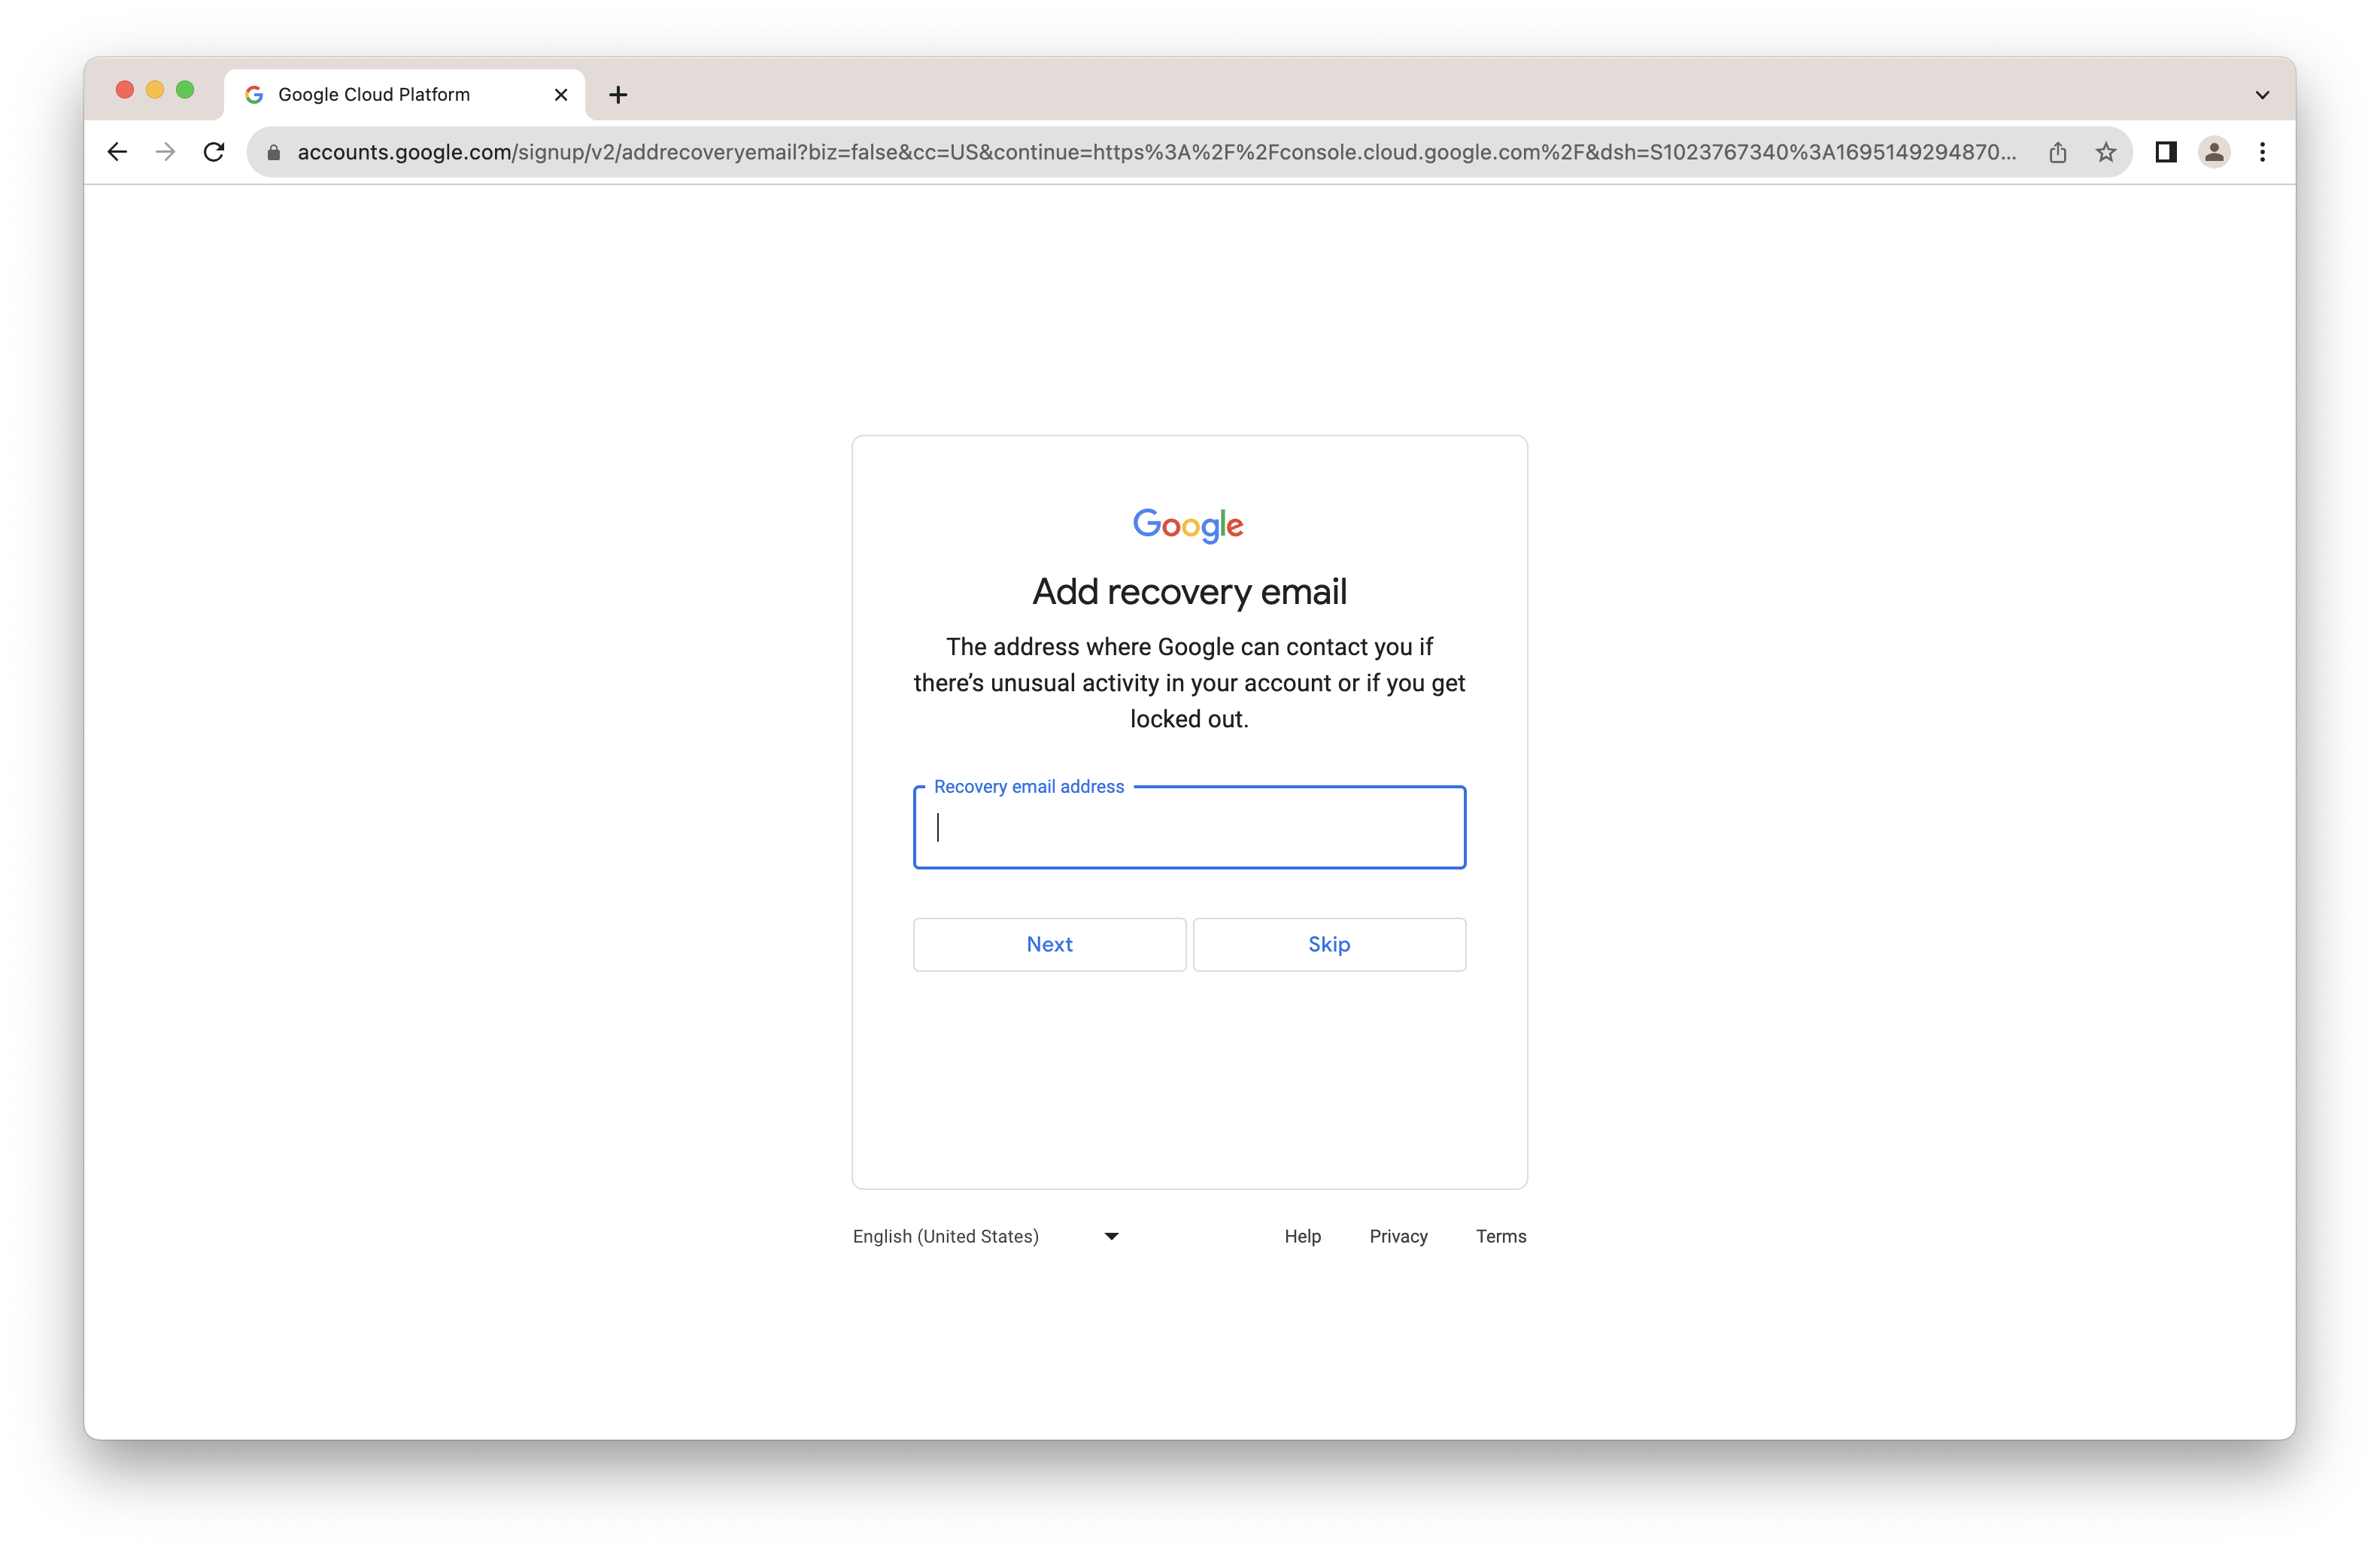 Google Cloud Platform
accounts.google.com/signup/v2/addrecoveryemail?biz=false&cc=US&continue=https%3A%2F%2Fconsole.cloud.google.com%2F&dsh=S1023767340%3A1695149294870...
Google
Add recovery email
The address where Google can contact you if
there’s unusual activity in your account or if you get
locked out.
Recovery email address
Next Skip
English (United States) Help Privacy Terms